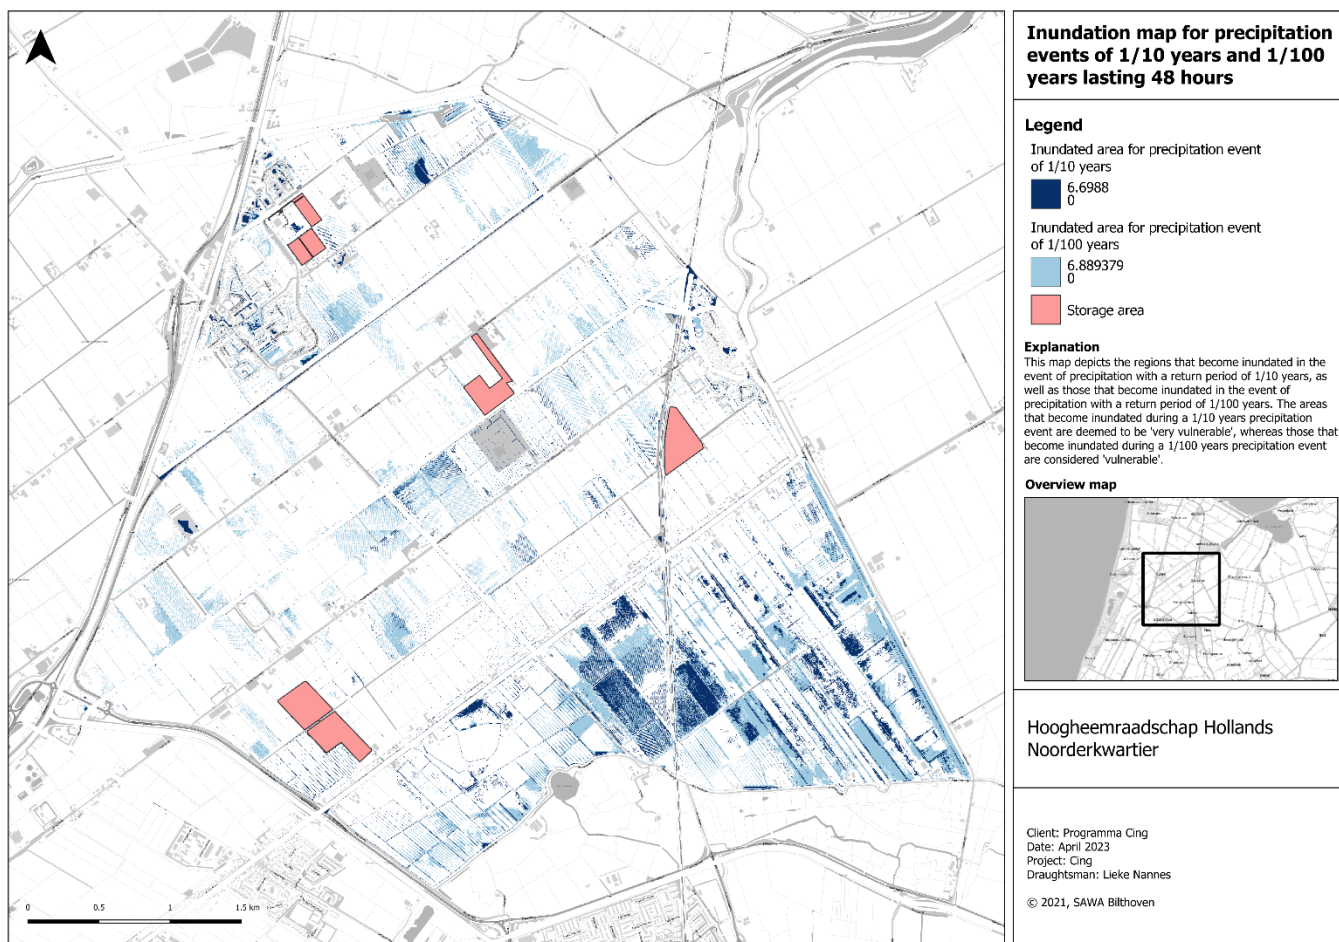 Inundation map for precipitation
events of 1/10 years and 1/100
years lasting 48 hours
Legend
Inundated area for precipitation event
of 1/10 years
6.6988
0
Inundated area for precipitation event
of 1/100 years
6.889379
0
Storage area
Explanation
This map depicts the regions that become inundated in the
event of precipitation with a return period of 1/10 years, as
well as those that become inundated in the event of
precipitation with a return period of 1/100 years. The areas
that become inundated during a 1/10 years precipitation
event are deemed to be 'very vulnerable', whereas those that
become inundated during a 1/100 years precipitation event
are considered 'vulnerable'.
Overview map
Hoogheemraadschap Hollands
Noorderkwartier
Client: Programma Cing
Date: April 2023
Project: Cing
Draughtsman: Lieke Nannes
© 2021, SAWA Bilthoven
0 0.5 1 1.5 km